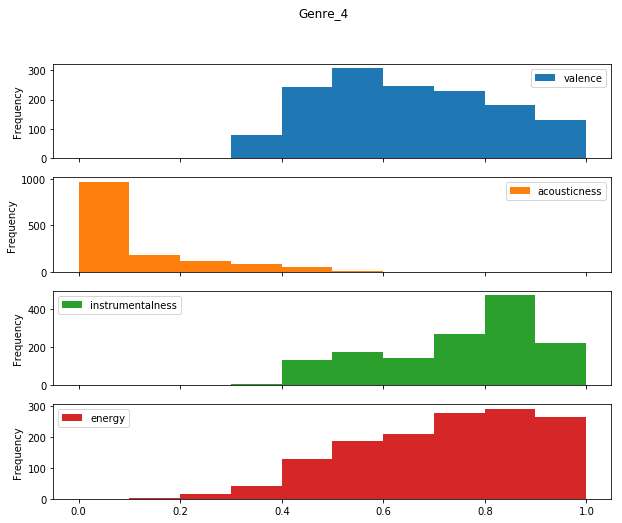 Genre_4
300
200
100
0
Frequency
valence
1000
500
0
Frequency
acousticness
400
200
0
Frequency
instrumentalness
300
200
100
0
Frequency
energy
0.0 0.2 0.4 0.6 0.8 1.0